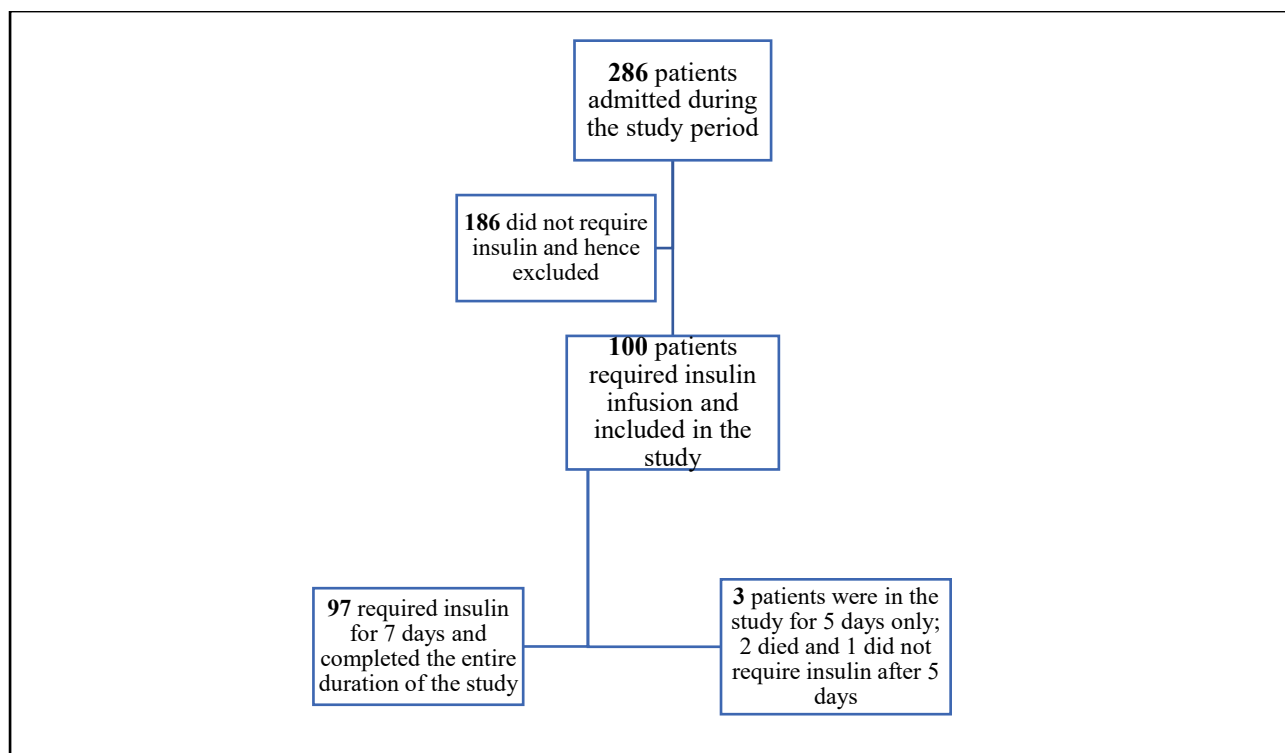 286 patients
admitted during
the study period
186 did not require
insulin and hence
excluded
100 patients
required insulin
infusion and
included in the
study
97 required insulin
for 7 days and
completed the entire
duration of the study
3 patients were in the
study for 5 days only;
2 died and 1 did not
require insulin after 5
days